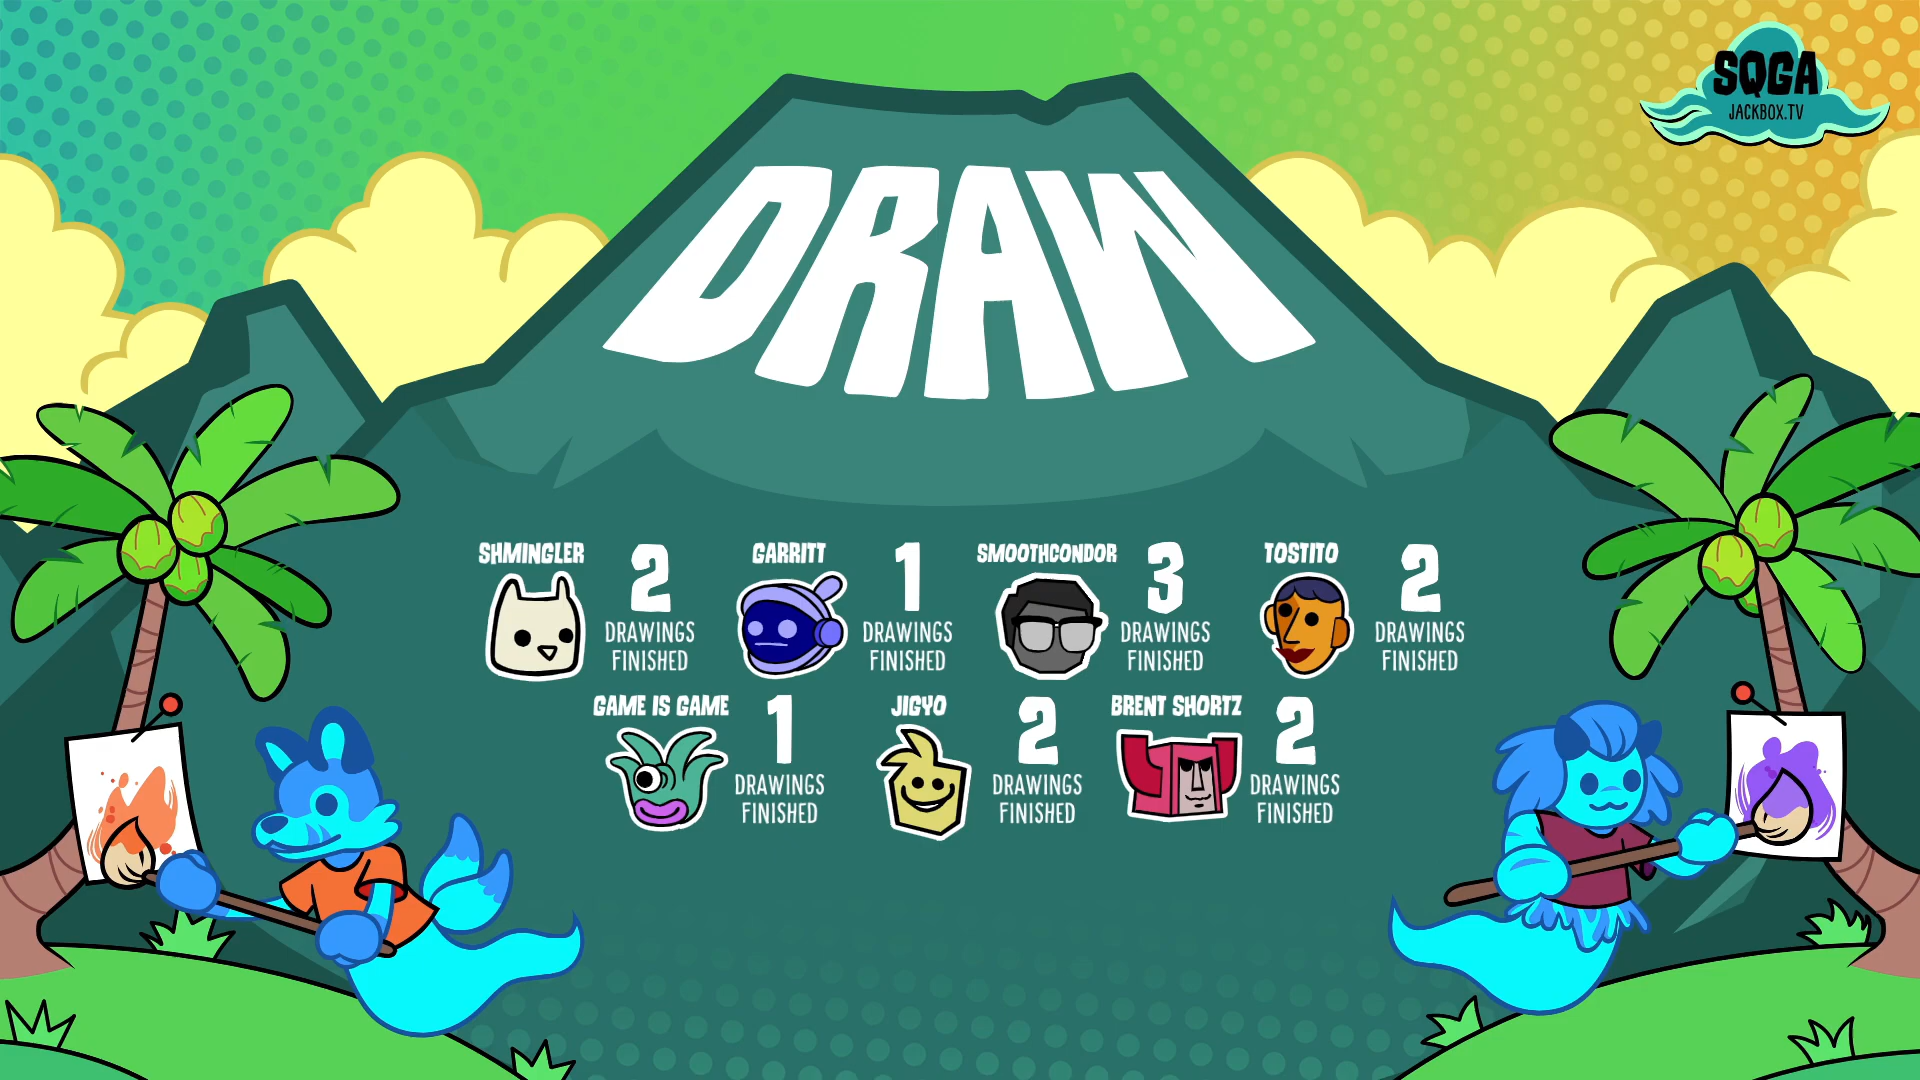 SQGA
JACKBOX.TV
DRAW
SHMINGLER
2
DRAWINGS
FINISHED
GARRITT
1
DRAWINGS
FINISHED
SMOOTHCONDOR
3
DRAWINGS
FINISHED
TOSTITO
2
DRAWINGS
FINISHED
GAME IS GAME
1
DRAWINGS
FINISHED
JIGYO
2
DRAWINGS
FINISHED
BRENT SHORTZ
2
DRAWINGS
FINISHED